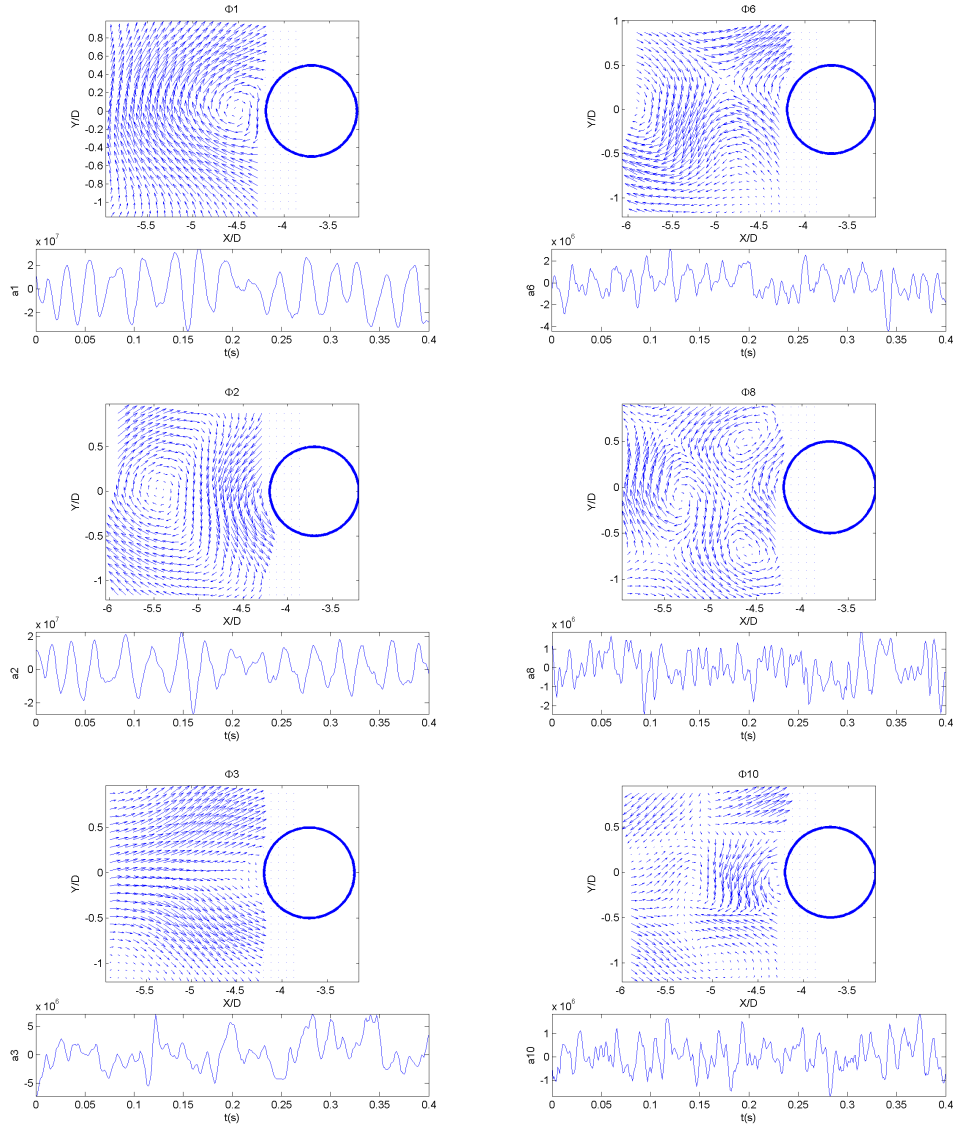 Φ1
0.8
0.6
0.4
0.2
0
-0.2
-0.4
-0.6
-0.8
-1
Y/D
-5.5 -5 -4.5 -4 -3.5
X/D
x 10^7
2
0
-2
a1
0 0.05 0.1 0.15 0.2 0.25 0.3 0.35 0.4
t(s)
Φ6
1
0.5
0
-0.5
-1
Y/D
-6 -5.5 -5 -4.5 -4 -3.5
X/D
x 10^6
2
0
-2
-4
a6
0 0.05 0.1 0.15 0.2 0.25 0.3 0.35 0.4
t(s)
Φ2
0.5
0
-0.5
-1
Y/D
-6 -5.5 -5 -4.5 -4 -3.5
X/D
x 10^7
2
0
-2
a2
0 0.05 0.1 0.15 0.2 0.25 0.3 0.35 0.4
t(s)
Φ8
0.5
0
-0.5
-1
Y/D
-5.5 -5 -4.5 -4 -3.5
X/D
x 10^6
1
0
-1
-2
a8
0 0.05 0.1 0.15 0.2 0.25 0.3 0.35 0.4
t(s)
Φ3
0.5
0
-0.5
-1
Y/D
-5.5 -5 -4.5 -4 -3.5
X/D
x 10^6
5
0
-5
a3
0 0.05 0.1 0.15 0.2 0.25 0.3 0.35 0.4
t(s)
Φ10
1
0.5
0
-0.5
-1
Y/D
-6 -5.5 -5 -4.5 -4 -3.5
X/D
x 10^6
1
0
-1
a10
0 0.05 0.1 0.15 0.2 0.25 0.3 0.35 0.4
t(s)